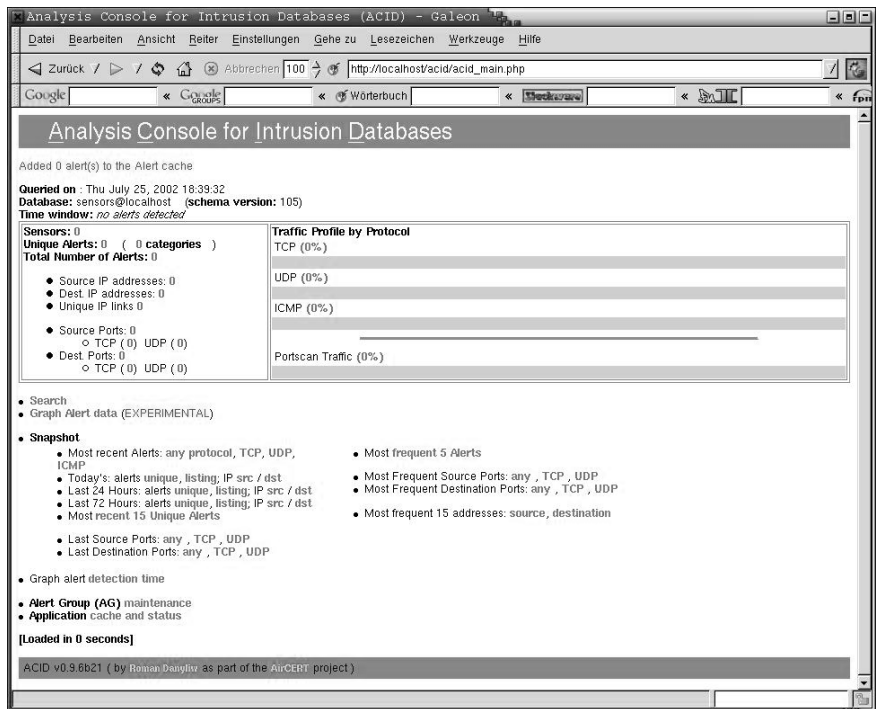 Analysis Console for Intrusion Databases (ACID) - Galeon
Datei Bearbeiten Ansicht Reiter Einstellungen Gehe zu Lesezeichen Werkzeuge Hilfe
Zurück Abbrechen 100 http://localhost/acid/acid_main.php
Google « Google GROUPS « Wörterbuch « «  « fpn
Analysis Console for Intrusion Databases
Added 0 alert(s) to the Alert cache
Queried on : Thu July 25, 2002 18:39:32
Database: sensors@localhost (schema version: 105)
Time window: no alerts detected
Sensors: 0
Unique Alerts: 0 ( 0 categories )
Total Number of Alerts: 0
• Source IP addresses: 0
• Dest. IP addresses: 0
• Unique IP links 0
• Source Ports: 0
○ TCP ( 0) UDP ( 0)
• Dest. Ports: 0
○ TCP ( 0) UDP ( 0)
Traffic Profile by Protocol
TCP (0%)
UDP (0%)
ICMP (0%)
Portscan Traffic (0%)
• Search
• Graph Alert data (EXPERIMENTAL)
• Snapshot
• Most recent Alerts: any protocol, TCP, UDP,
ICMP
• Today's: alerts unique, listing; IP src / dst
• Last 24 Hours: alerts unique, listing; IP src / dst
• Last 72 Hours: alerts unique, listing; IP src / dst
• Most recent 15 Unique Alerts
• Last Source Ports: any , TCP , UDP
• Last Destination Ports: any , TCP , UDP
• Most frequent 5 Alerts
• Most Frequent Source Ports: any , TCP , UDP
• Most Frequent Destination Ports: any , TCP , UDP
• Most frequent 15 addresses: source, destination
• Graph alert detection time
• Alert Group (AG) maintenance
• Application cache and status
[Loaded in 0 seconds]
ACID v0.9.6b21 ( by Roman Danyliw as part of the AirCERT project )